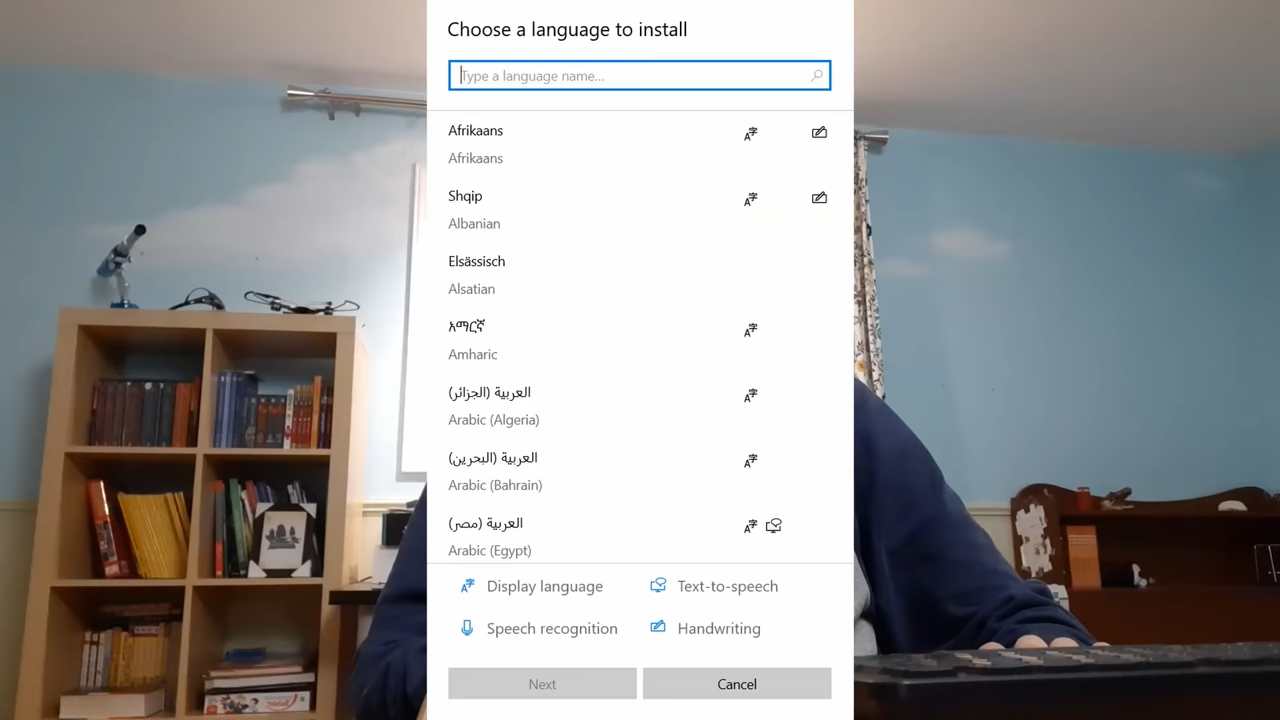 Choose a language to install
Type a language name...
Afrikaans
Afrikaans
Shqip
Albanian
Elsässisch
Alsatian
አማርኛ
Amharic
العربية (الجزائر)
Arabic (Algeria)
العربية (البحرين)
Arabic (Bahrain)
العربية (مصر)
Arabic (Egypt)
Display language
Text-to-speech
Speech recognition
Handwriting
Next
Cancel